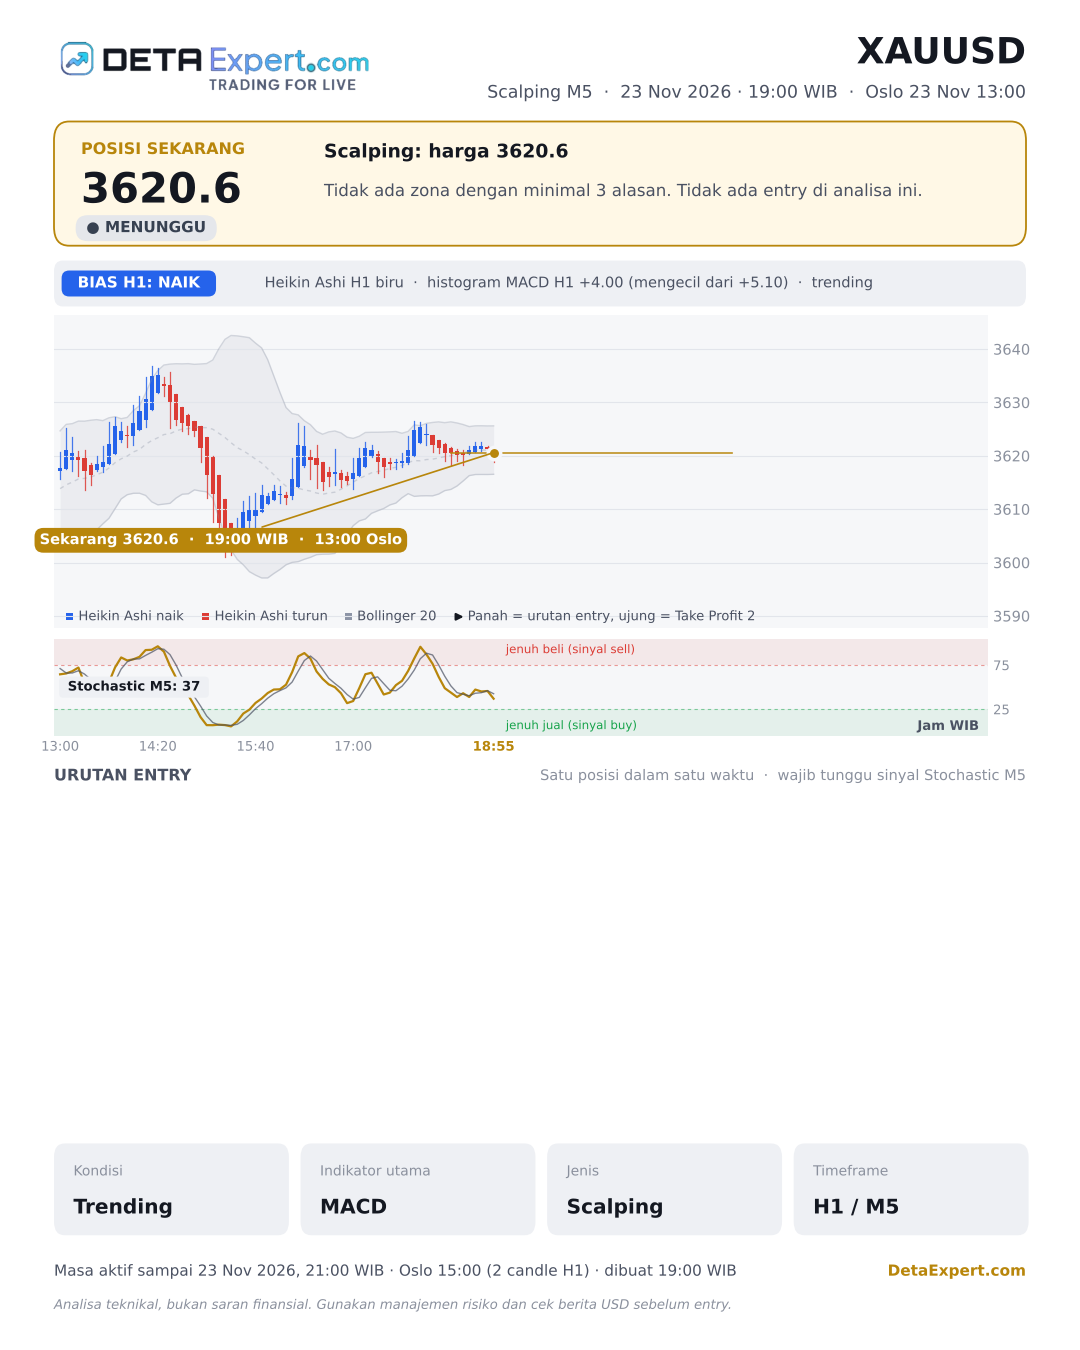 DETA Expert.com
TRADING FOR LIVE
XAUUSD
Scalping M5 · 23 Nov 2026 · 19:00 WIB · Oslo 23 Nov 13:00
POSISI SEKARANG
3620.6
MENUNGGU
Scalping: harga 3620.6
Tidak ada zona dengan minimal 3 alasan. Tidak ada entry di analisa ini.
BIAS H1: NAIK
Heikin Ashi H1 biru · histogram MACD H1 +4.00 (mengecil dari +5.10) · trending
3640
3630
3620
3610
3600
3590
Sekarang 3620.6 · 19:00 WIB · 13:00 Oslo
Heikin Ashi naik
Heikin Ashi turun
Bollinger 20
Panah = urutan entry, ujung = Take Profit 2
jenuh beli (sinyal sell)
75
Stochastic M5: 37
25
jenuh jual (sinyal buy)
Jam WIB
13:00
14:20
15:40
17:00
18:55
URUTAN ENTRY
Satu posisi dalam satu waktu · wajib tunggu sinyal Stochastic M5
Kondisi
Trending
Indikator utama
MACD
Jenis
Scalping
Timeframe
H1 / M5
Masa aktif sampai 23 Nov 2026, 21:00 WIB · Oslo 15:00 (2 candle H1) · dibuat 19:00 WIB
DetaExpert.com
Analisa teknikal, bukan saran finansial. Gunakan manajemen risiko dan cek berita USD sebelum entry.